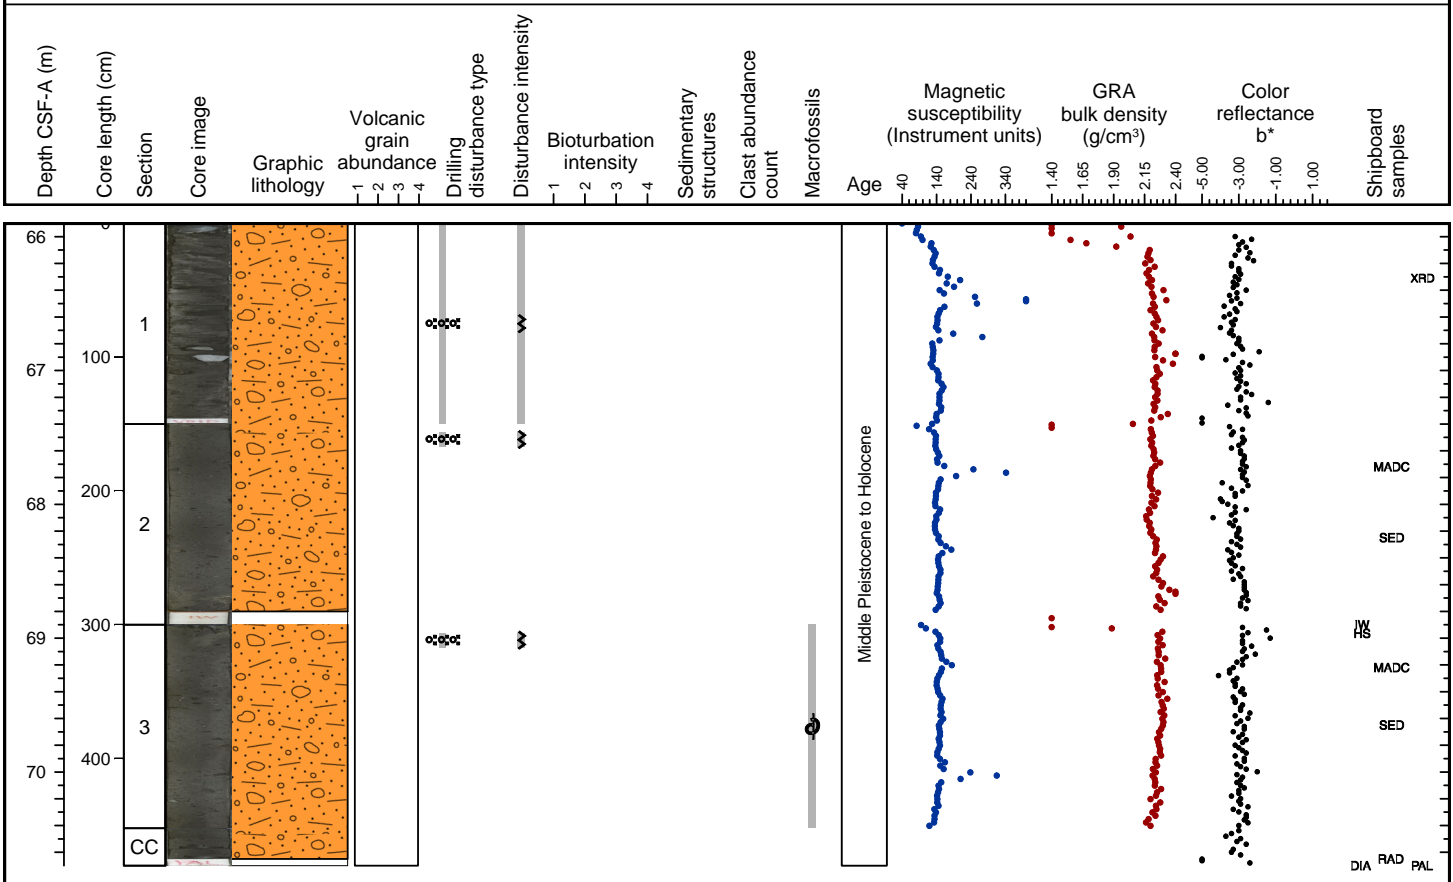 Depth CSF-A (m)
Core length (cm)
Section
Core image
Graphic
lithology
Volcanic
grain
abundance
1 2 3 4
Drilling
disturbance type
Disturbance intensity
Bioturbation
intensity
1 2 3 4
Sedimentary
structures
Clast abundance
count
Macrofossils
Age
Magnetic
susceptibility
(Instrument units)
40 140 240 340
GRA
bulk density
(g/cm³)
1.40 1.65 1.90 2.15 2.40
Color
reflectance
b*
-5.00 -3.00 -1.00 1.00
Shipboard
samples
66
67
68
69
70
0
100
200
300
400
1
2
3
CC
Middle Pleistocene to Holocene
XRD
MADC
SED
IW
HS
MADC
SED
DIA RAD PAL